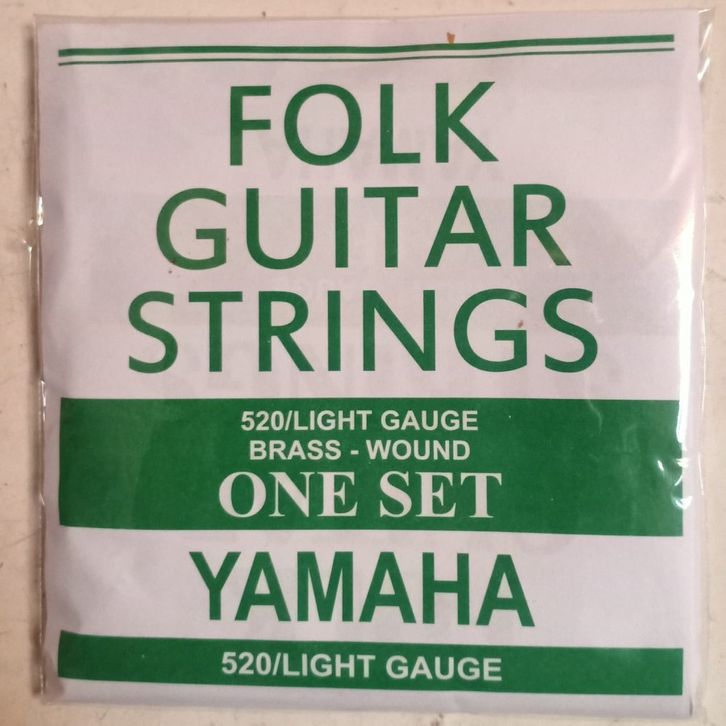 FOLK
GUITAR
STRINGS
520/LIGHT GAUGE
BRASS - WOUND
ONE SET
YAMAHA
520/LIGHT GAUGE